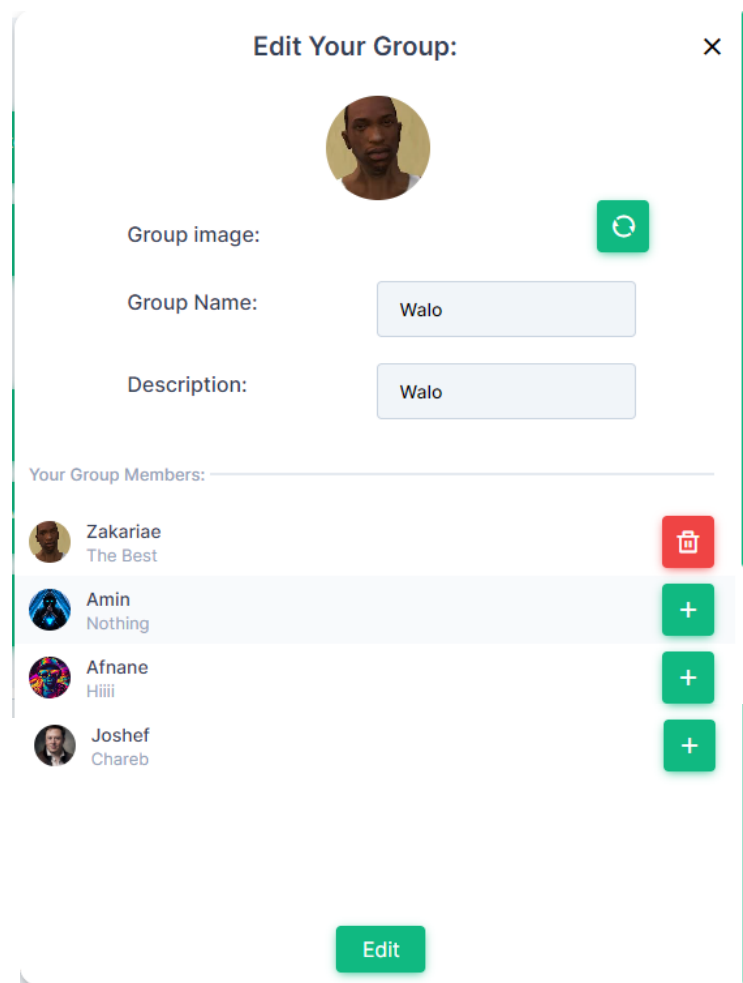 Edit Your Group:
Group image:
Group Name:
Walo
Description:
Walo
Your Group Members:
Zakariae
The Best
Amin
Nothing
Afnane
Hiiii
Joshef
Chareb
Edit